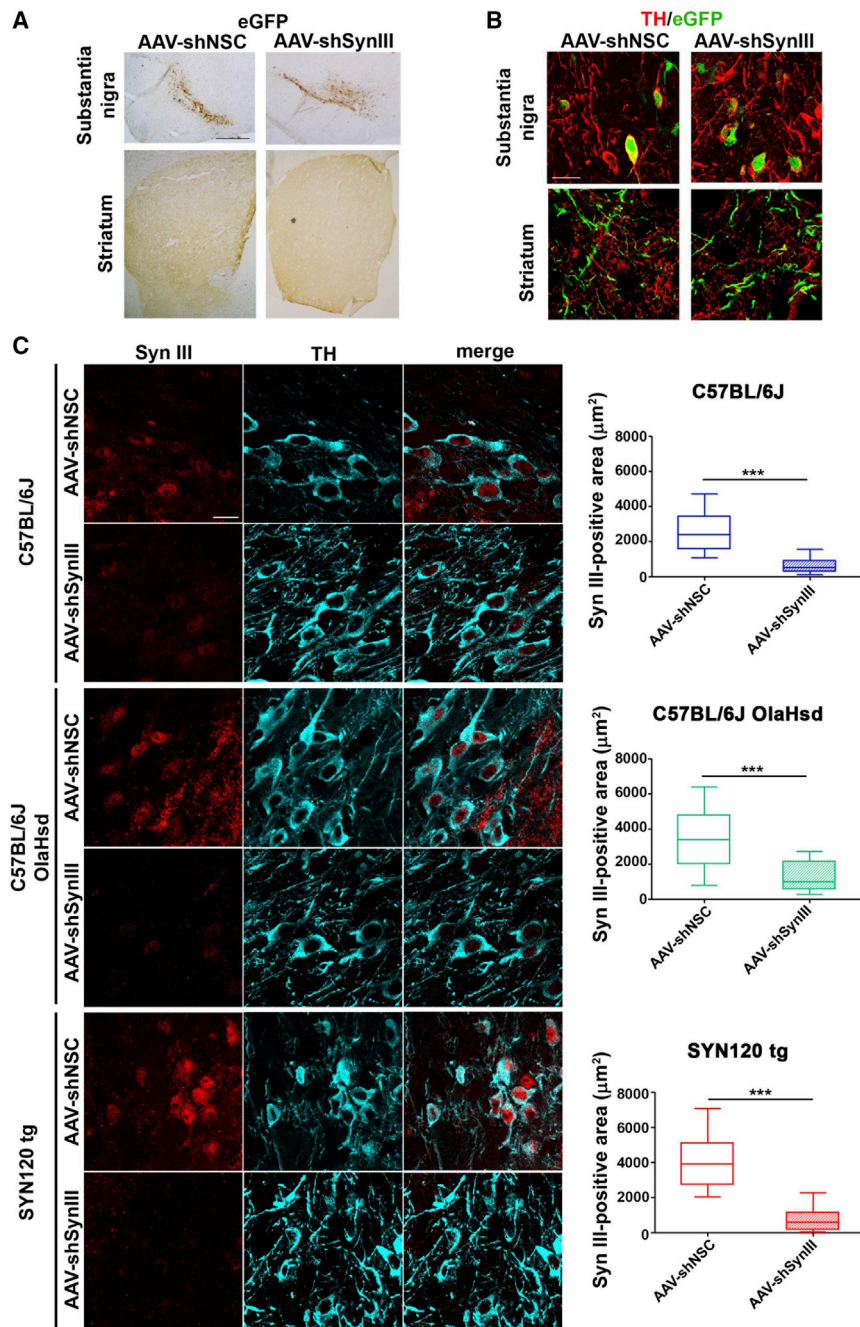 A
eGFP
AAV-shNSC
AAV-shSynIII
Substantia
nigra
Striatum
B
TH/eGFP
AAV-shNSC
AAV-shSynIII
Substantia
nigra
Striatum
C
Syn III
TH
merge
C57BL/6J
AAV-shNSC
AAV-shSynIII
C57BL/6J
OlaHsd
AAV-shNSC
AAV-shSynIII
SYN120 tg
AAV-shNSC
AAV-shSynIII
C57BL/6J
Syn III-positive area (μm²)
8000
6000
4000
2000
0
***
AAV-shNSC
AAV-shSynIII
C57BL/6J OlaHsd
Syn III-positive area (μm²)
8000
6000
4000
2000
0
***
AAV-shNSC
AAV-shSynIII
SYN120 tg
Syn III-positive area (μm²)
8000
6000
4000
2000
0
***
AAV-shNSC
AAV-shSynIII